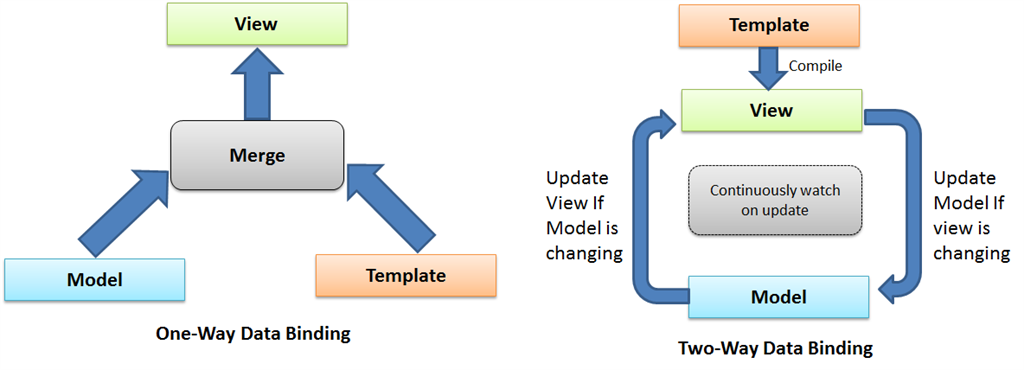 View
Merge
Model
Template
One-Way Data Binding
Template
Compile
View
Update
View If
Model is
changing
Continuously watch
on update
Update
Model If
view is
changing
Model
Two-Way Data Binding